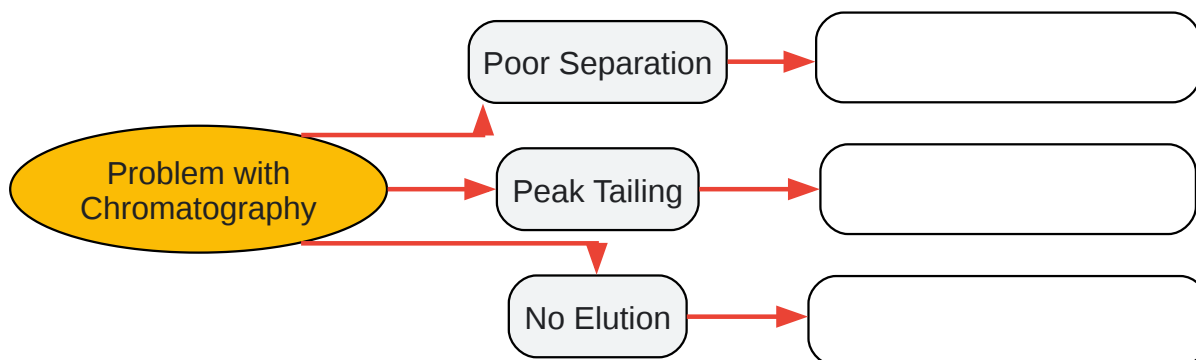 Poor Separation
Problem with
Chromatography
Peak Tailing
No Elution